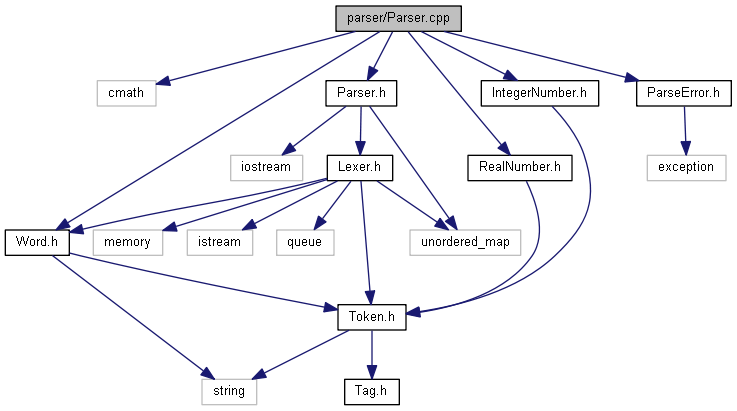 parser/Parser.cpp
cmath
Parser.h
IntegerNumber.h
ParseError.h
iostream
Lexer.h
RealNumber.h
exception
Word.h
memory
istream
queue
unordered_map
Token.h
string
Tag.h